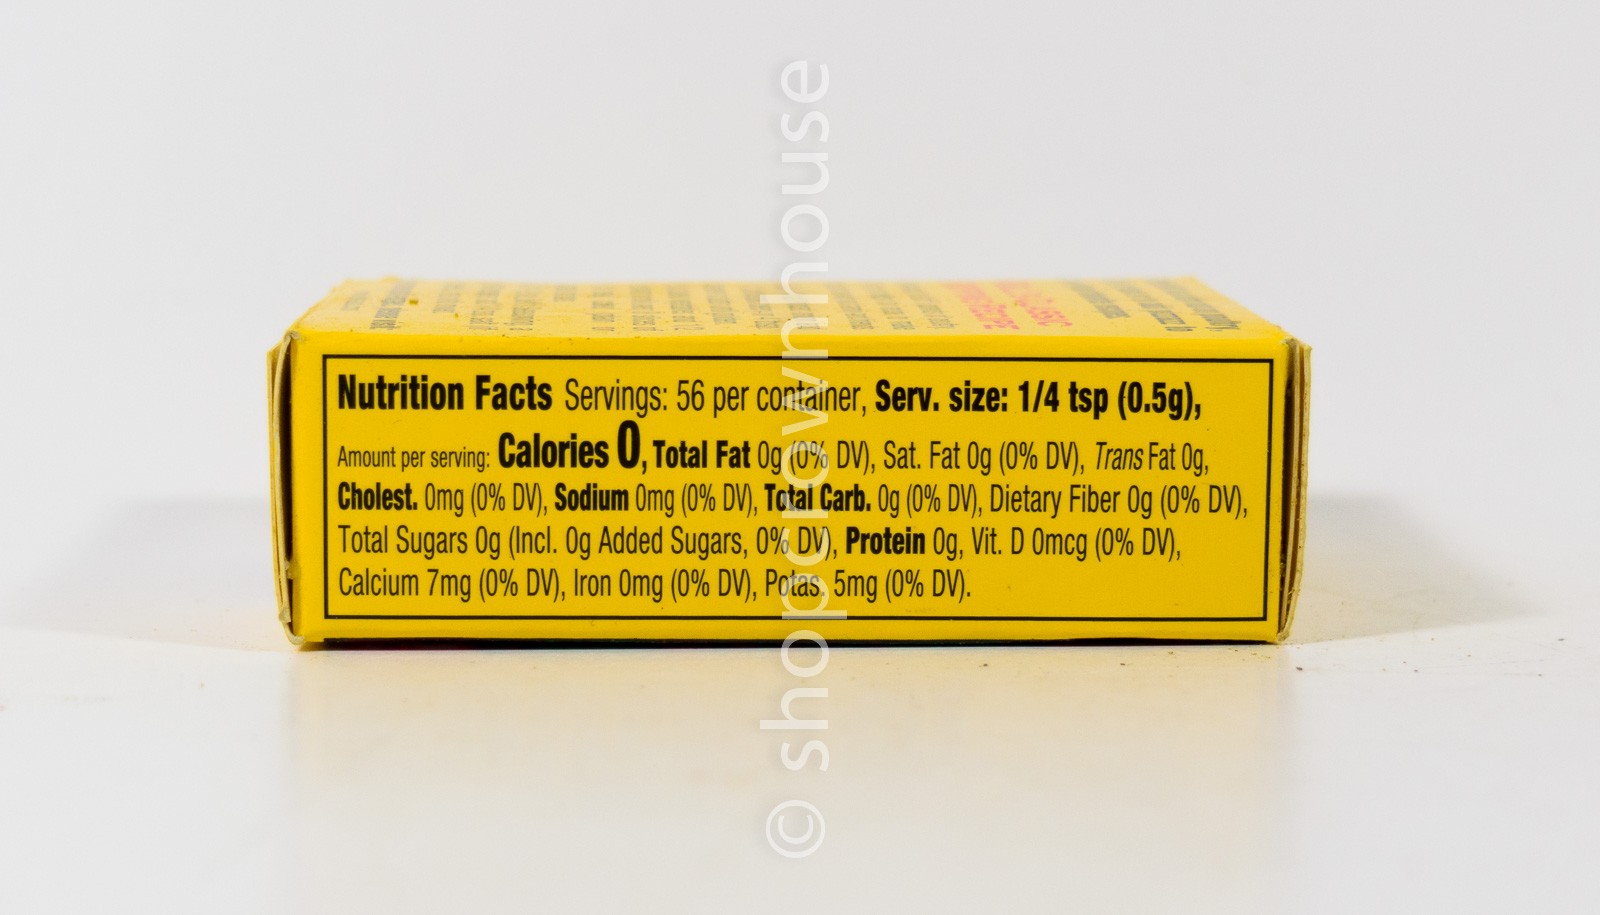 Nutrition Facts Servings: 56 per container, Serv. size: 1/4 tsp (0.5g),
Amount per serving: Calories 0, Total Fat 0g (0% DV), Sat. Fat 0g (0% DV), Trans Fat 0g,
Cholest. 0mg (0% DV), Sodium 0mg (0% DV), Total Carb. 0g (0% DV), Dietary Fiber 0g (0% DV),
Total Sugars 0g (Incl. 0g Added Sugars, 0% DV), Protein 0g, Vit. D 0mcg (0% DV),
Calcium 7mg (0% DV), Iron 0mg (0% DV), Potas. 5mg (0% DV).
© shopcrownhouse